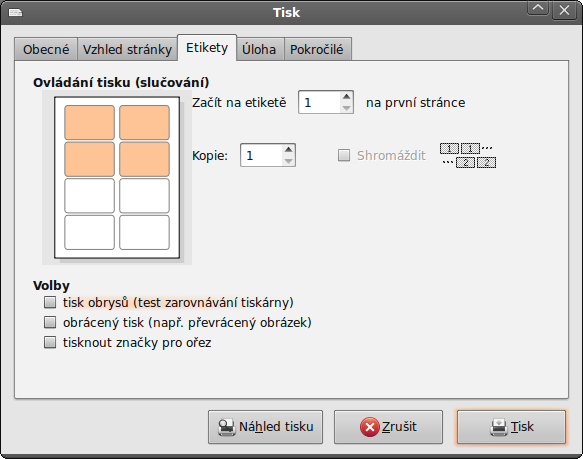 Tisk
Obecné Vzhled stránky Etikety Úloha Pokročilé
Ovládání tisku (slučování)
Začít na etiketě 1 na první stránce
Kopie: 1 Shromáždit 1 1 ... ... 2 2
Volby
tisk obrysů (test zarovnávání tiskárny)
obrácený tisk (např. převrácený obrázek)
tisknout značky pro ořez
Náhled tisku Zrušit Tisk